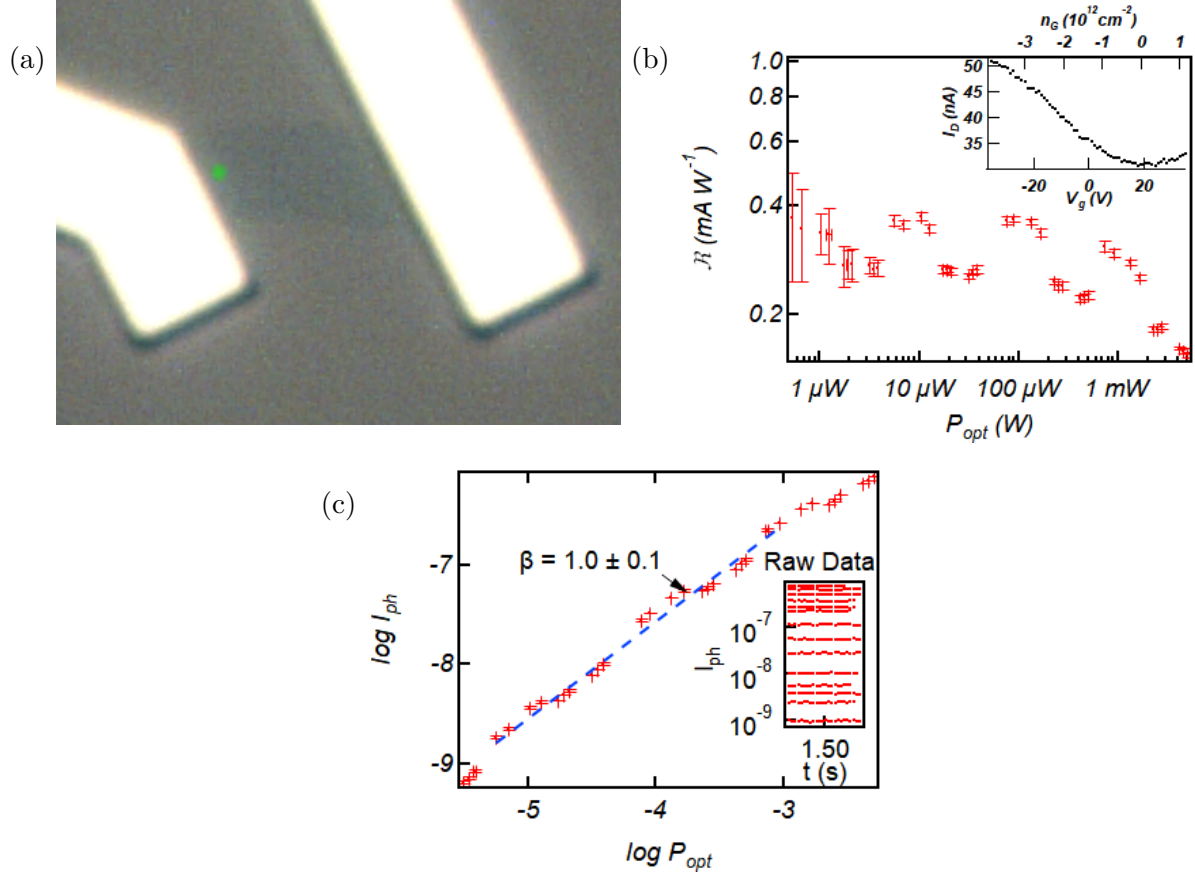 (a)
(b)
n_G (10^12 cm^-2)
-3 -2 -1 0 1
50
45
40
35
I_D (nA)
-20 0 20
V_g (V)
1.0
0.8
0.6
0.4
0.2
ℛ (mA W^-1)
1 μW 10 μW 100 μW 1 mW
P_opt (W)
(c)
β = 1.0 ± 0.1
Raw Data
-7
-8
-9
log I_ph
10^-7
10^-8
10^-9
I_ph
1.50
t (s)
-5 -4 -3
log P_opt